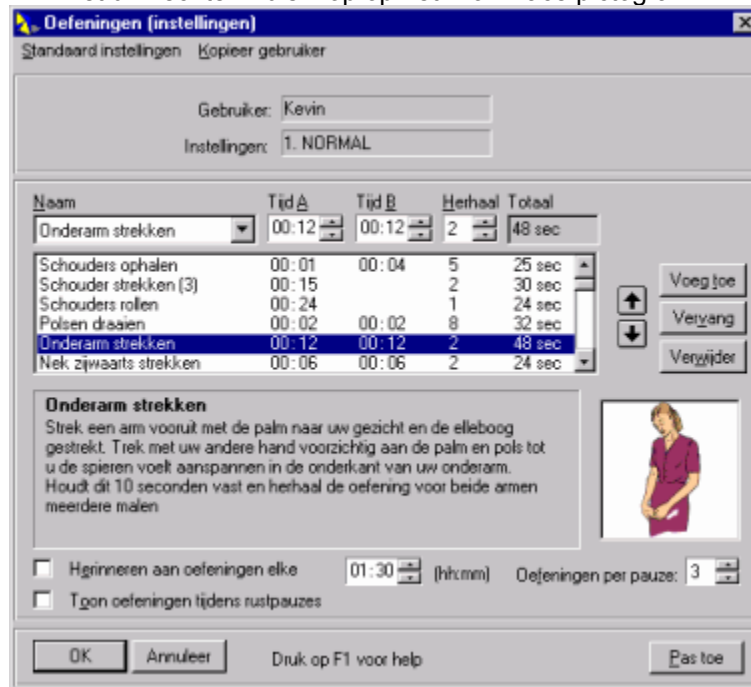 Oefeningen (instellingen)
Standaard instellingen Kopieer gebruiker
Gebruiker: Kevin
Instellingen: 1. NORMAL
Naam Tijd A Tijd B Herhaal Totaal
Onderarm strekken 00:12 00:12 2 48 sec
Schouders ophalen 00:01 00:04 5 25 sec
Schouder strekken (3) 00:15 2 30 sec
Schouders rollen 00:24 1 24 sec
Polsen draaien 00:02 00:02 8 32 sec
Onderarm strekken 00:12 00:12 2 48 sec
Nek zijwaarts strekken 00:06 00:06 2 24 sec
Voeg toe
Vervang
Verwijder
Onderarm strekken
Strek een arm vooruit met de palm naar uw gezicht en de elleboog
gestrekt. Trek met uw andere hand voorzichtig aan de palm en pols tot
u de spieren voelt aanspannen in de onderkant van uw onderarm.
Houdt dit 10 seconden vast en herhaal de oefening voor beide armen
meerdere malen
Herinneren aan oefeningen elke 01:30 (hh:mm) Oefeningen per pauze: 3
Toon oefeningen tijdens rustpauzes
OK Annuleer Druk op F1 voor help Pas toe